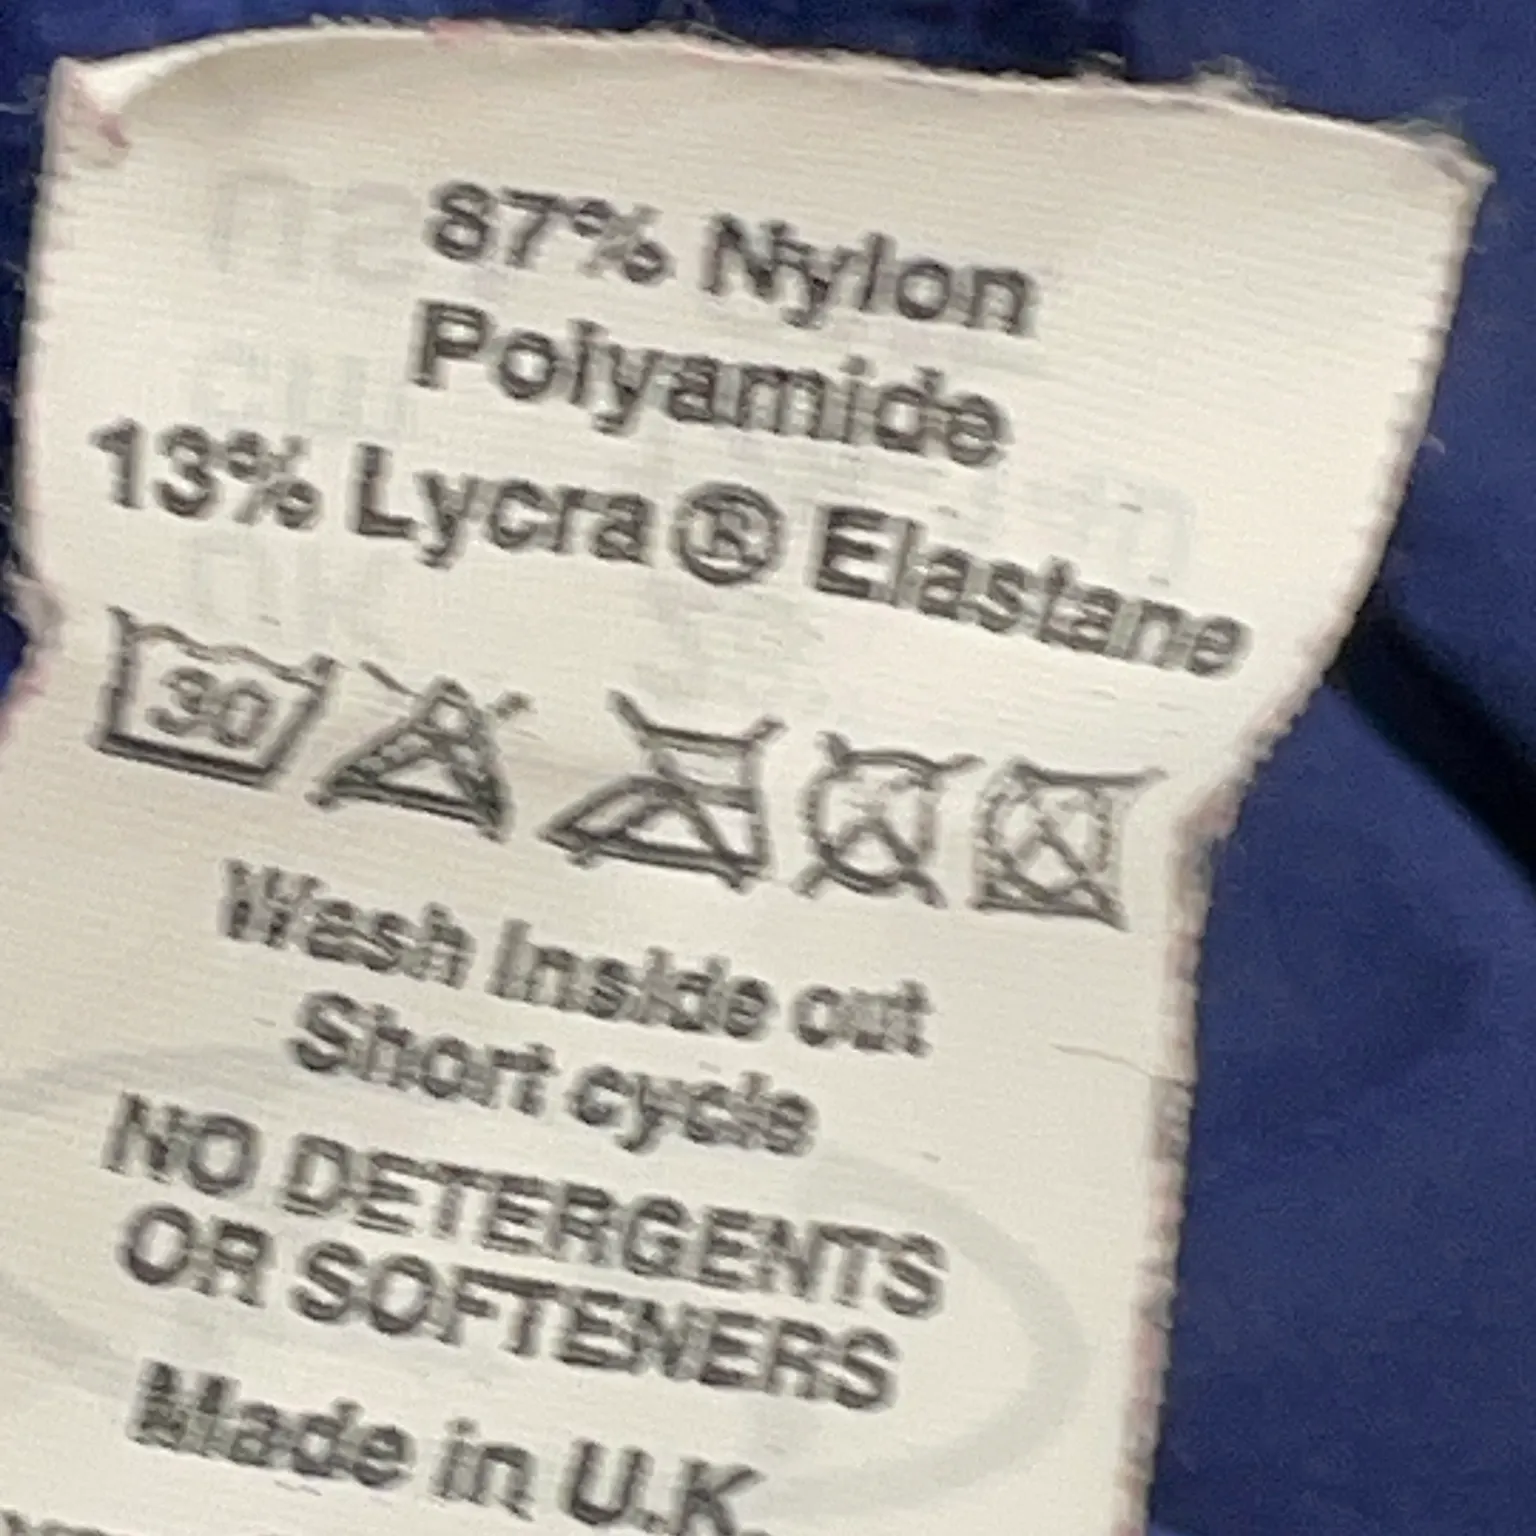 87% Nylon
Polyamide
13% Lycra® Elastane
30
Wash Inside out
Short cycle
NO DETERGENTS
OR SOFTENERS
Made in U.K.